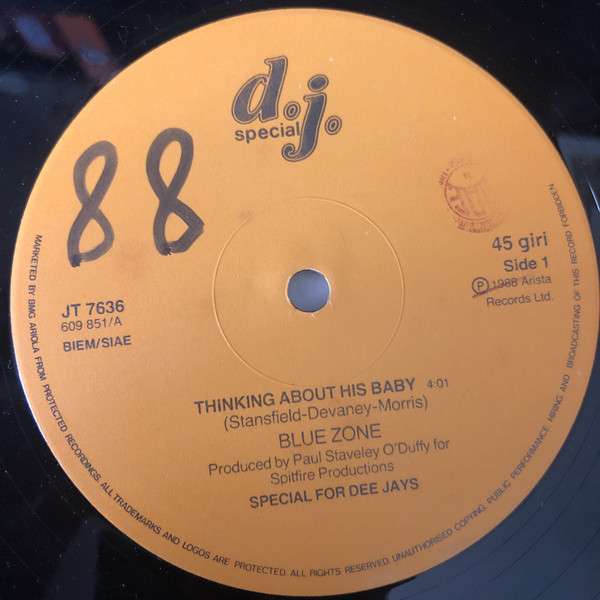 d.j.
special
88
45 giri
Side 1
℗ 1988 Arista
Records Ltd.
JT 7636
609 851/A
BIEM/SIAE
THINKING ABOUT HIS BABY 4:01
(Stansfield-Devaney-Morris)
BLUE ZONE
Produced by Paul Staveley O'Duffy for
Spitfire Productions
SPECIAL FOR DEE JAYS
MARKETED BY BMG ARIOLA FROM PROTECTED RECORDINGS. ALL TRADEMARKS AND LOGOS ARE PROTECTED. ALL RIGHTS RESERVED. UNAUTHORISED COPYING, PUBLIC PERFORMANCE, HIRING AND BROADCASTING OF THIS RECORD FORBIDDEN